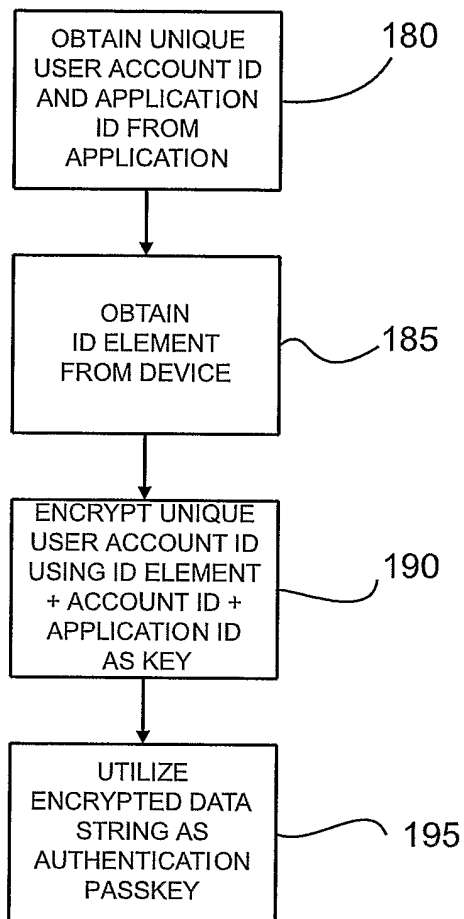 OBTAIN UNIQUE
USER ACCOUNT ID
AND APPLICATION
ID FROM
APPLICATION
180
OBTAIN
ID ELEMENT
FROM DEVICE
185
ENCRYPT UNIQUE
USER ACCOUNT ID
USING ID ELEMENT
+ ACCOUNT ID +
APPLICATION ID
AS KEY
190
UTILIZE
ENCRYPTED DATA
STRING AS
AUTHENTICATION
PASSKEY
195